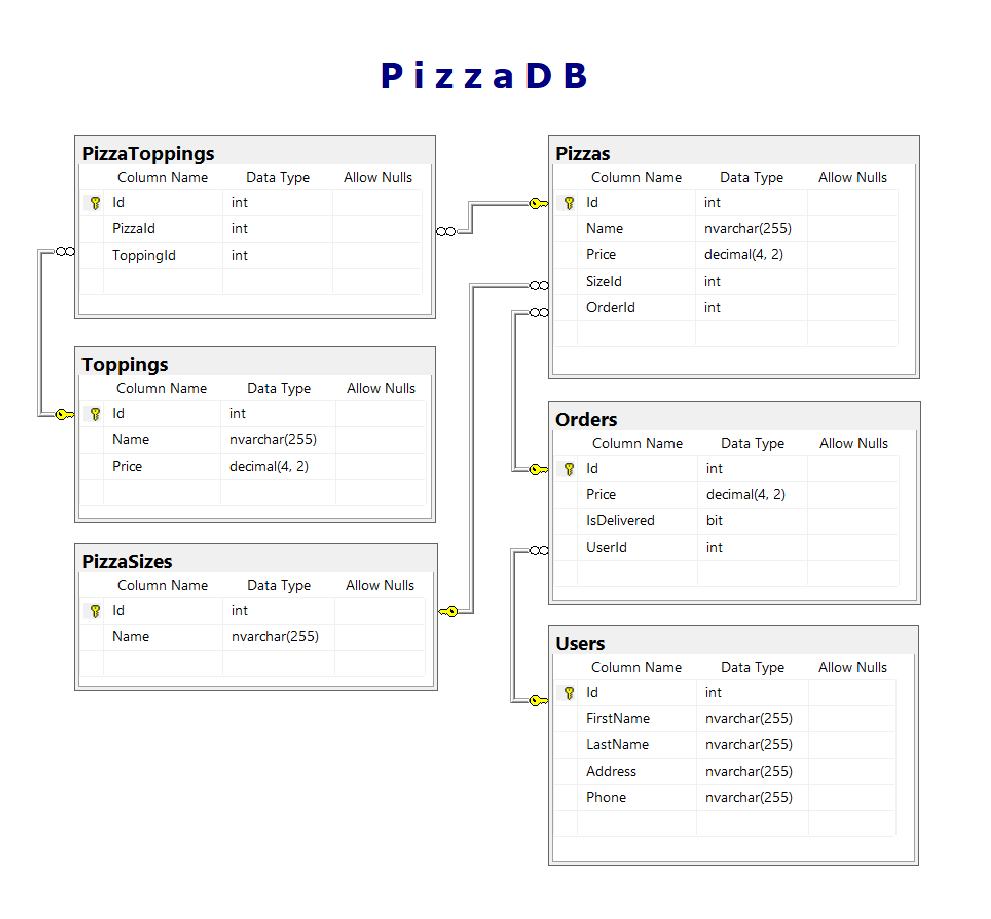 PizzaDB
PizzaToppings
Column Name Data Type Allow Nulls
Id int
PizzaId int
ToppingId int
Toppings
Column Name Data Type Allow Nulls
Id int
Name nvarchar(255)
Price decimal(4, 2)
PizzaSizes
Column Name Data Type Allow Nulls
Id int
Name nvarchar(255)
Pizzas
Column Name Data Type Allow Nulls
Id int
Name nvarchar(255)
Price decimal(4, 2)
SizeId int
OrderId int
Orders
Column Name Data Type Allow Nulls
Id int
Price decimal(4, 2)
IsDelivered bit
UserId int
Users
Column Name Data Type Allow Nulls
Id int
FirstName nvarchar(255)
LastName nvarchar(255)
Address nvarchar(255)
Phone nvarchar(255)